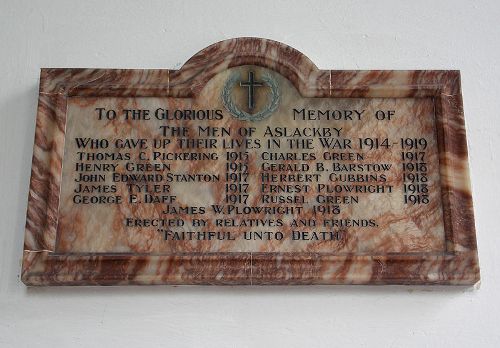 TO THE GLORIOUS MEMORY OF
THE MEN OF ASLACKBY
WHO GAVE UP THEIR LIVES IN THE WAR 1914-1919
THOMAS C. PICKERING 1915 CHARLES GREEN 1917
HENRY GREEN 1915 GERALD B. BARSTOW 1918
JOHN EDWARD STANTON 1917 HERBERT GUBBINS 1918
JAMES TYLER 1917 ERNEST PLOWRIGHT 1918
GEORGE E. DAFF 1917 RUSSEL GREEN 1918
JAMES W. PLOWRIGHT 1918
ERECTED BY RELATIVES AND FRIENDS.
"FAITHFUL UNTO DEATH."